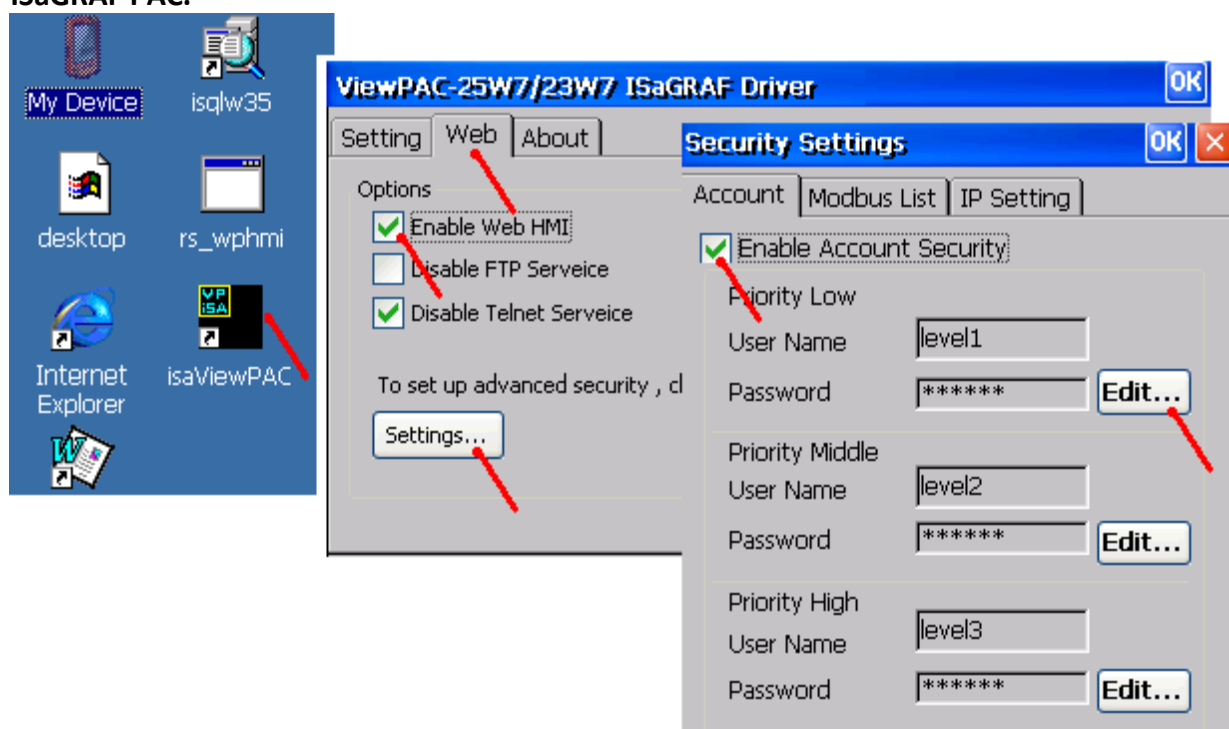 ISaGRAF PAC.
My Device
isqlw35
desktop
rs_wphmi
VP
iSA
Internet
Explorer
isaViewPAC
W
ViewPAC-25W7/23W7 ISaGRAF Driver
OK
Setting
Web
About
Options
Enable Web HMI
Disable FTP Serveice
Disable Telnet Serveice
To set up advanced security , cl
Settings...
Security Settings
OK
Account
Modbus List
IP Setting
Enable Account Security
Priority Low
User Name
level1
Password
******
Edit...
Priority Middle
User Name
level2
Password
******
Edit...
Priority High
User Name
level3
Password
******
Edit...